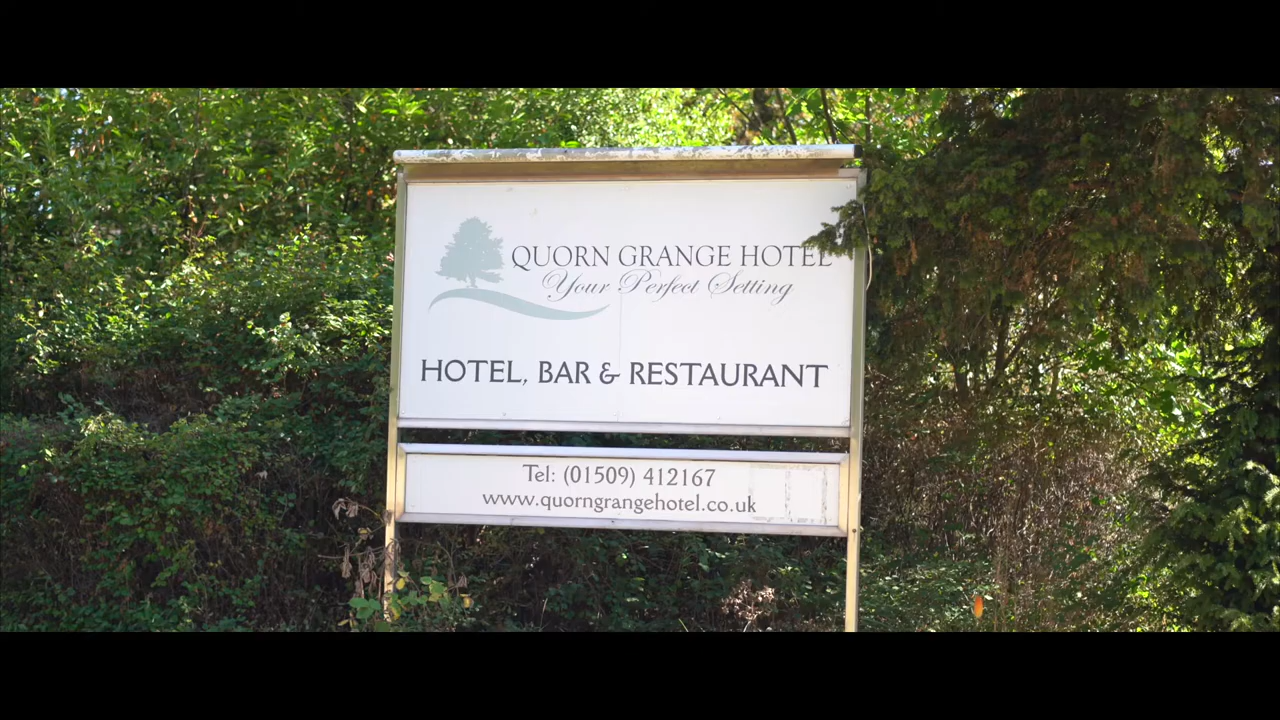 QUORN GRANGE HOTEL
Your Perfect Setting
HOTEL, BAR & RESTAURANT
Tel: (01509) 412167
www.quorngrangehotel.co.uk